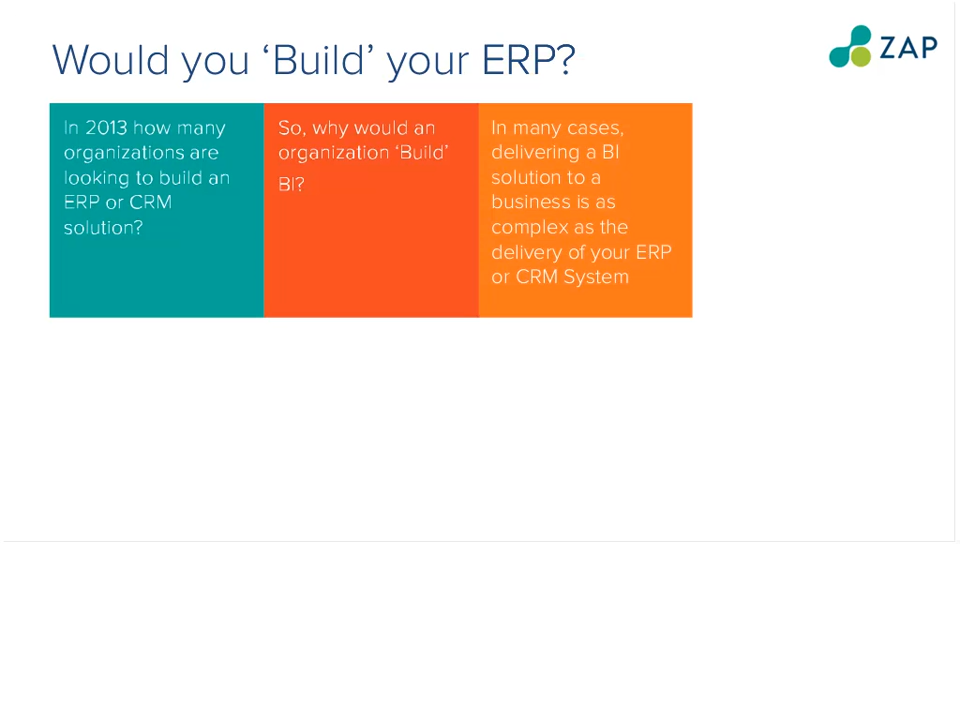 Would you ‘Build’ your ERP?
ZAP
In 2013 how many
organizations are
looking to build an
ERP or CRM
solution?
So, why would an
organization ‘Build’
BI?
In many cases,
delivering a BI
solution to a
business is as
complex as the
delivery of your ERP
or CRM System